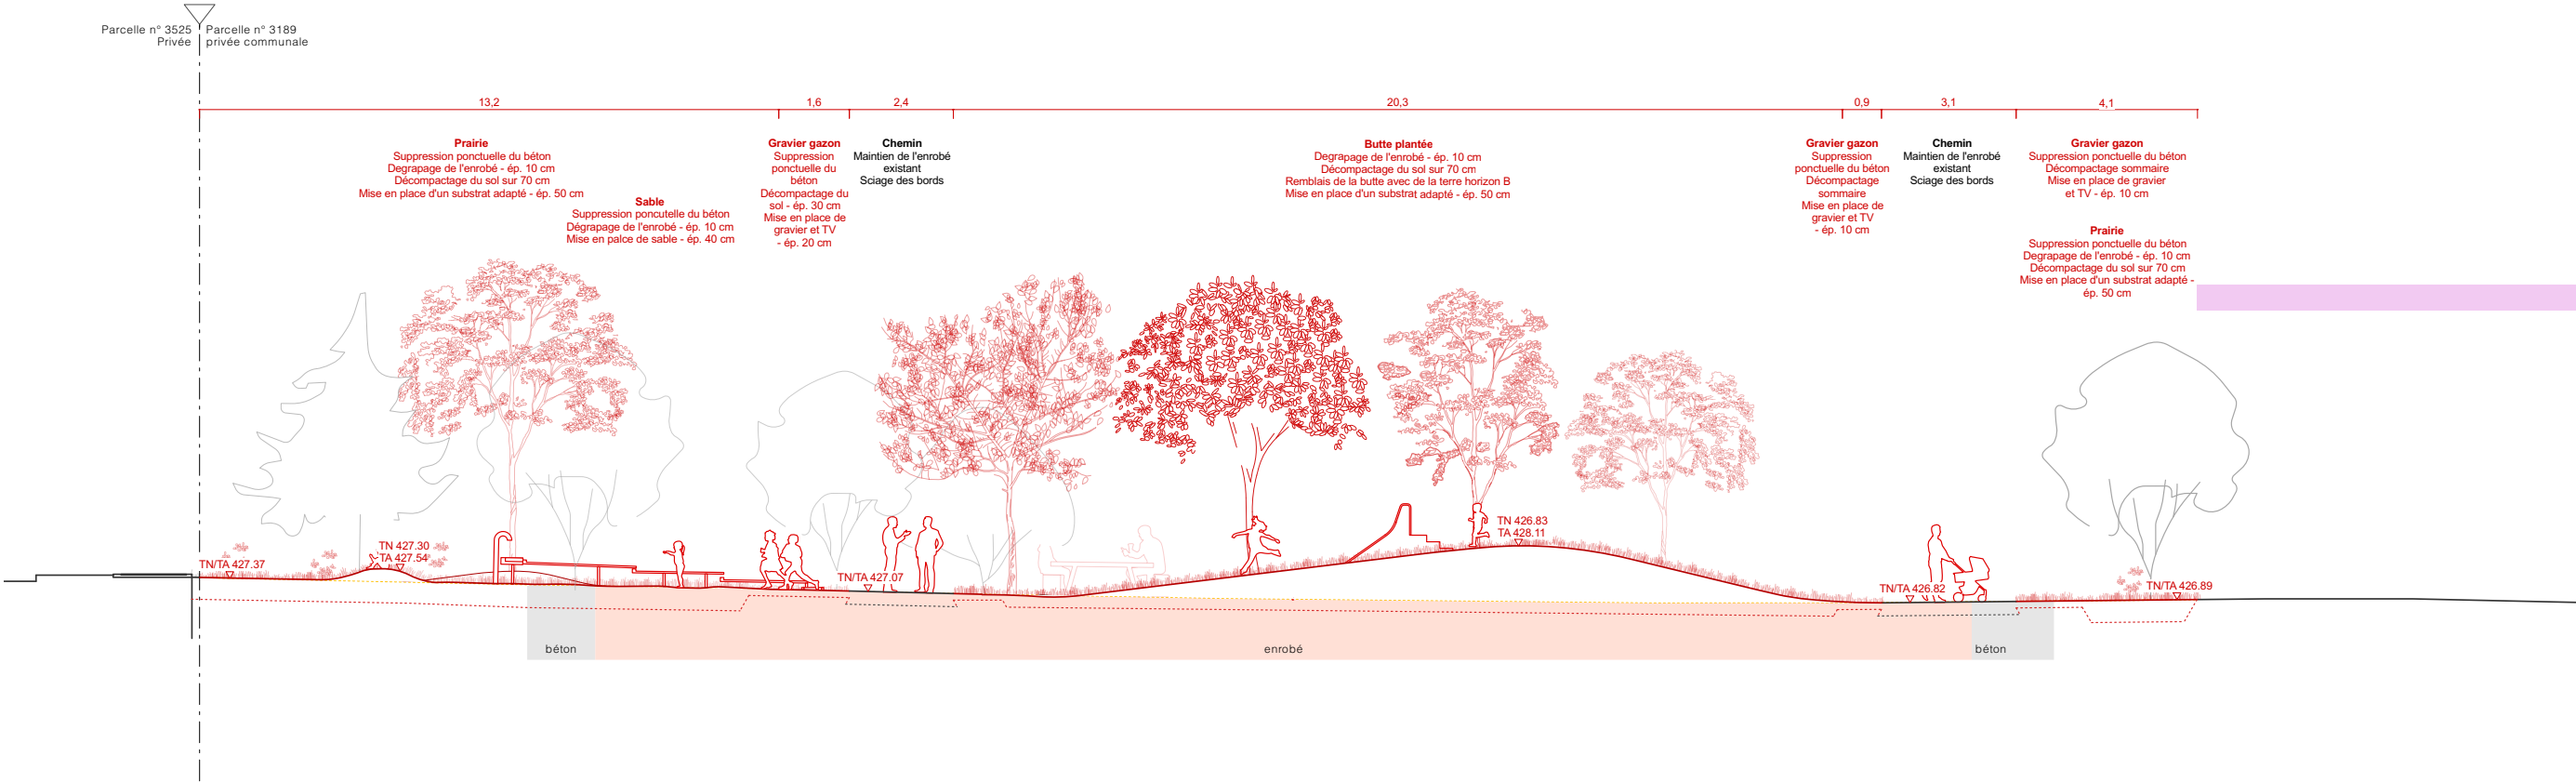 Parcelle n° 3525
Privée
Parcelle n° 3189
privée communale
13,2
1,6
2,4
20,3
0,9
3,1
4,1
Prairie
Suppression ponctuelle du béton
Degrapage de l'enrobé - ép. 10 cm
Décompactage du sol sur 70 cm
Mise en place d'un substrat adapté - ép. 50 cm
Sable
Suppression poncutelle du béton
Dégrapage de l'enrobé - ép. 10 cm
Mise en palce de sable - ép. 40 cm
Gravier gazon
Suppression
ponctuelle du
béton
Décompactage du
sol - ép. 30 cm
Mise en place de
gravier et TV
- ép. 20 cm
Chemin
Maintien de l'enrobé
existant
Sciage des bords
Butte plantée
Degrapage de l'enrobé - ép. 10 cm
Décompactage du sol sur 70 cm
Remblais de la butte avec de la terre horizon B
Mise en place d'un substrat adapté - ép. 50 cm
Gravier gazon
Suppression
ponctuelle du béton
Décompactage
sommaire
Mise en place de
gravier et TV
- ép. 10 cm
Chemin
Maintien de l'enrobé
existant
Sciage des bords
Gravier gazon
Suppression ponctuelle du béton
Décompactage sommaire
Mise en place de gravier
et TV - ép. 10 cm
Prairie
Suppression ponctuelle du béton
Degrapage de l'enrobé - ép. 10 cm
Décompactage du sol sur 70 cm
Mise en place d'un substrat adapté -
ép. 50 cm
TN/TA 427.37
TN 427.30
TA 427.54
TN/TA 427.07
TN 426.83
TA 428.11
TN/TA 426.82
TN/TA 426.89
béton
enrobé
béton